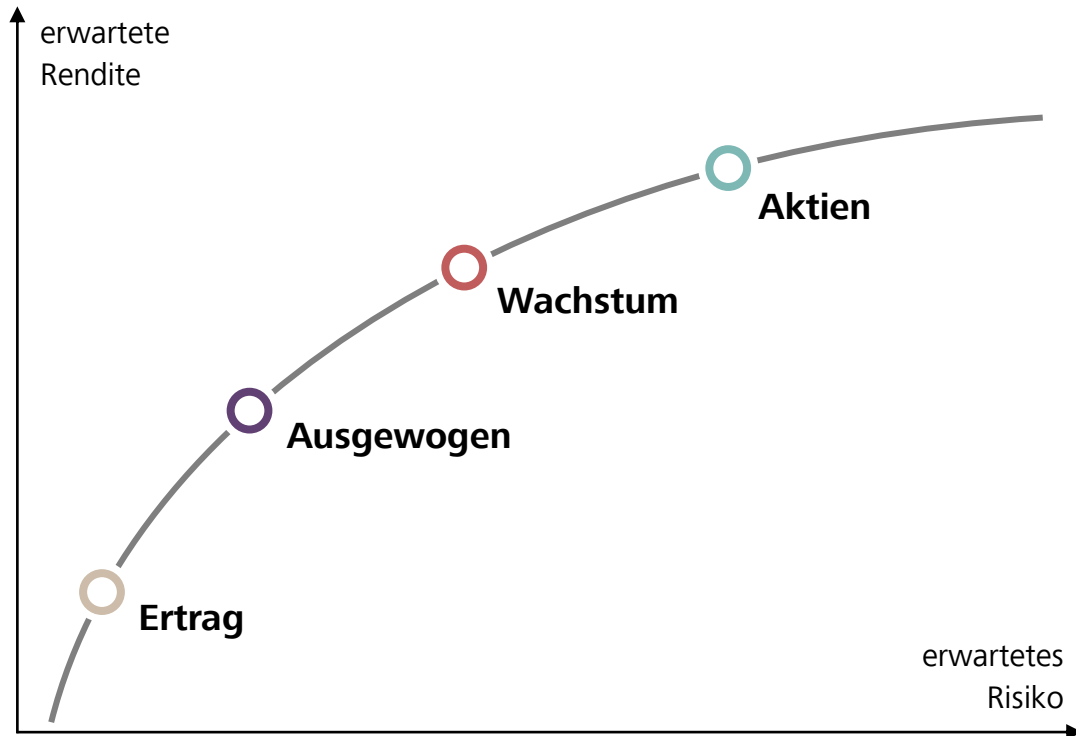 erwartete
Rendite
Aktien
Wachstum
Ausgewogen
Ertrag
erwartetes
Risiko